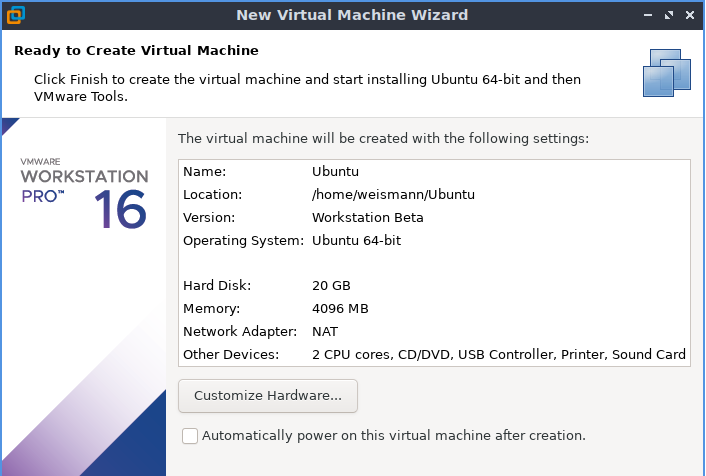 New Virtual Machine Wizard
Ready to Create Virtual Machine
Click Finish to create the virtual machine and start installing Ubuntu 64-bit and then
VMware Tools.
VMWARE
WORKSTATION
PRO™ 16
The virtual machine will be created with the following settings:
Name: Ubuntu
Location: /home/weismann/Ubuntu
Version: Workstation Beta
Operating System: Ubuntu 64-bit
Hard Disk: 20 GB
Memory: 4096 MB
Network Adapter: NAT
Other Devices: 2 CPU cores, CD/DVD, USB Controller, Printer, Sound Card
Customize Hardware...
Automatically power on this virtual machine after creation.